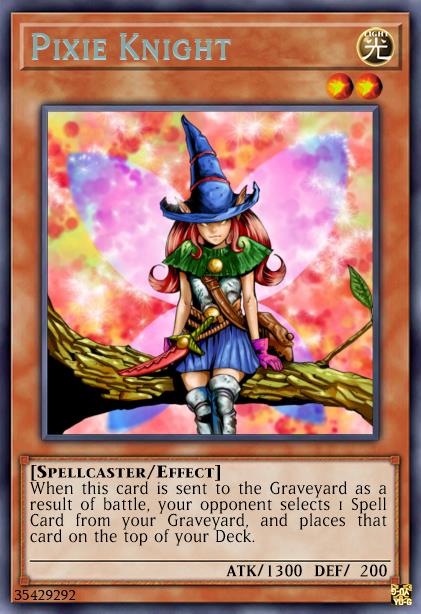 Pixie Knight
LIGHT
光
[Spellcaster/Effect]
When this card is sent to the Graveyard as a
result of battle, your opponent selects 1 Spell
Card from your Graveyard, and places that
card on the top of your Deck.
ATK/1300 DEF/ 200
35429292